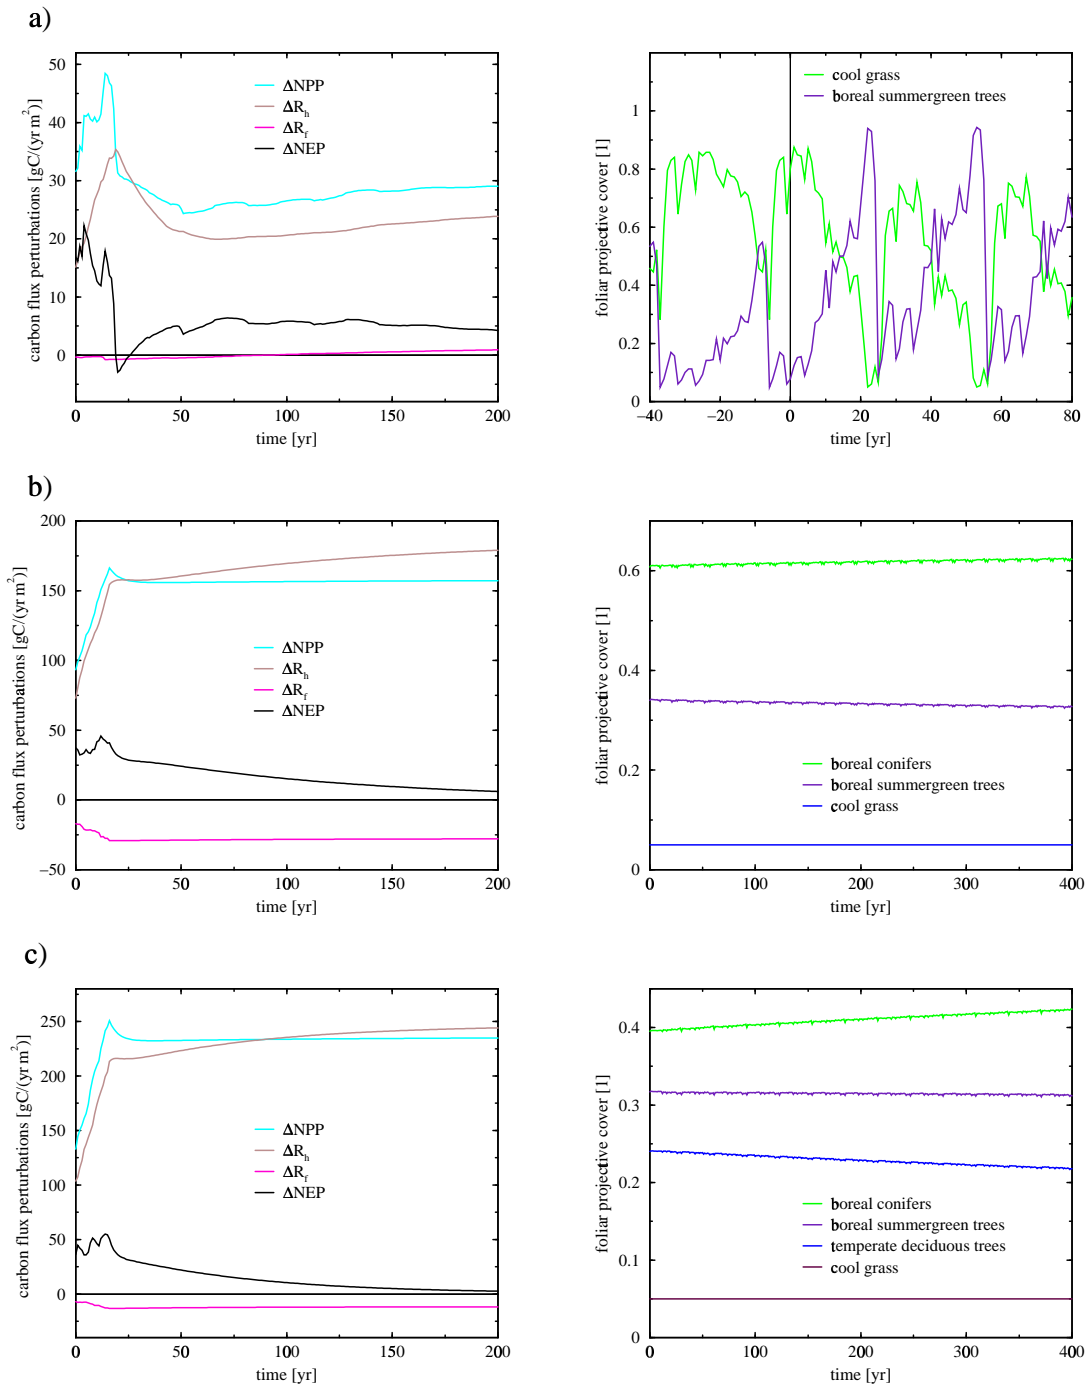 a)
carbon flux perturbations [gC/(yr m²)]
50
40
30
20
10
0
ΔNPP
ΔR_h
ΔR_f
ΔNEP
0
50
100
150
200
time [yr]
foliar projective cover [1]
1
0.8
0.6
0.4
0.2
0
cool grass
boreal summergreen trees
−40
−20
0
20
40
60
80
time [yr]
b)
carbon flux perturbations [gC/(yr m²)]
200
150
100
50
0
−50
ΔNPP
ΔR_h
ΔR_f
ΔNEP
0
50
100
150
200
time [yr]
foliar projective cover [1]
0.6
0.4
0.2
0
boreal conifers
boreal summergreen trees
cool grass
0
100
200
300
400
time [yr]
c)
carbon flux perturbations [gC/(yr m²)]
250
200
150
100
50
0
ΔNPP
ΔR_h
ΔR_f
ΔNEP
0
50
100
150
200
time [yr]
foliar projective cover [1]
0.4
0.3
0.2
0.1
0
boreal conifers
boreal summergreen trees
temperate deciduous trees
cool grass
0
100
200
300
400
time [yr]